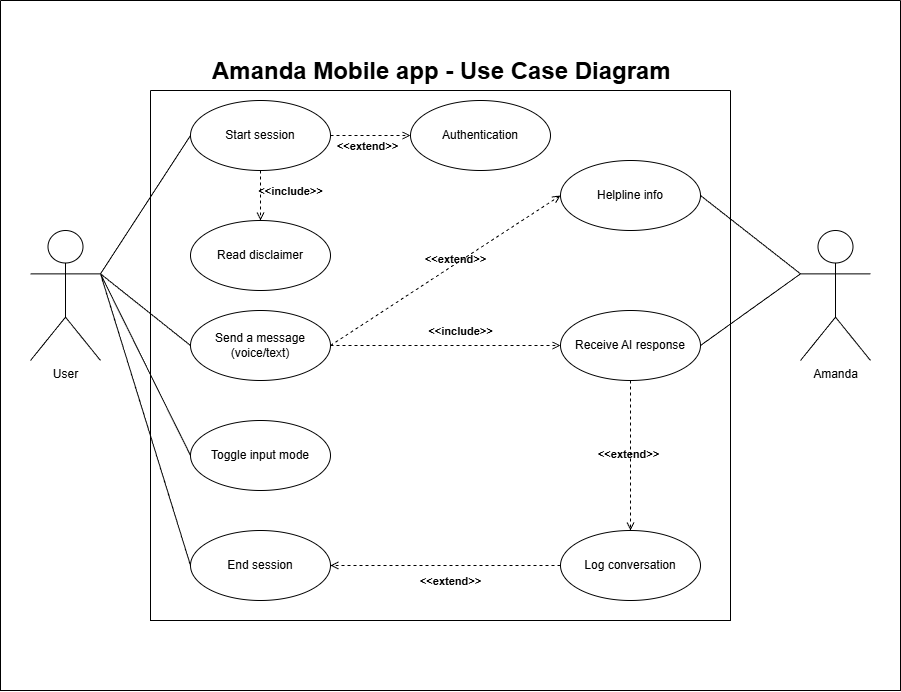 Amanda Mobile app - Use Case Diagram
Start session
<<extend>>
Authentication
<<include>>
Helpline info
Read disclaimer
<<extend>>
Send a message
(voice/text)
<<include>>
Receive AI response
User
Amanda
Toggle input mode
<<extend>>
End session
<<extend>>
Log conversation